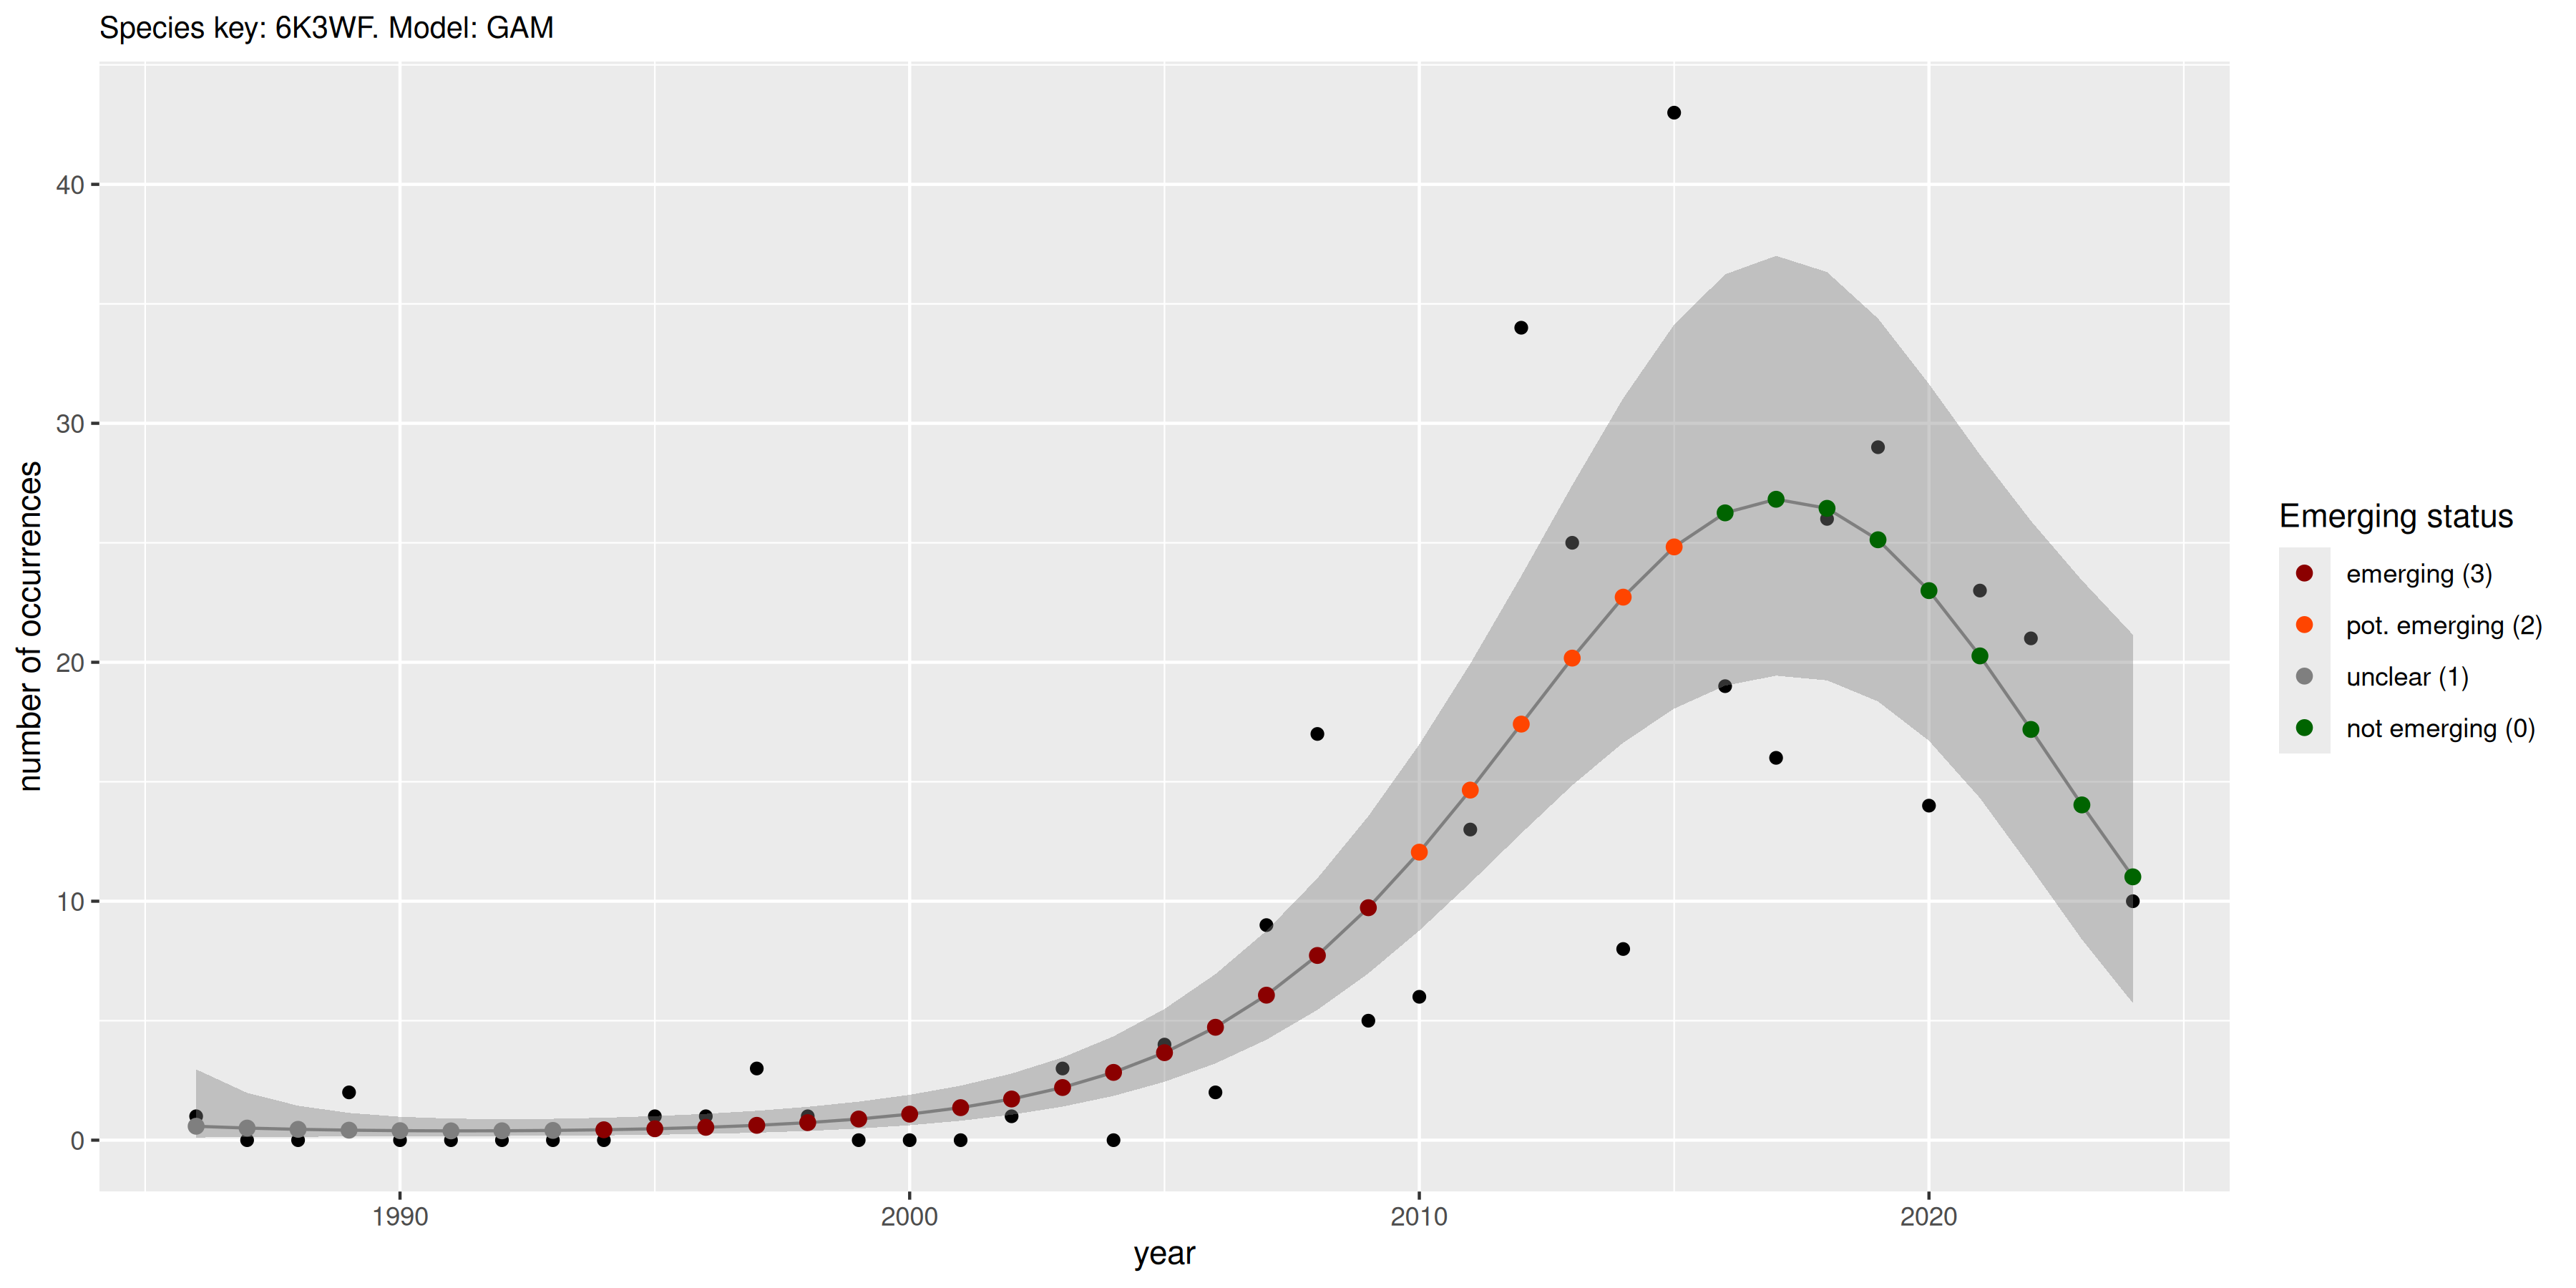 Species key: 6K3WF. Model: GAM
40
30
20
10
0
number of occurrences
1990
2000
2010
2020
year
Emerging status
emerging (3)
pot. emerging (2)
unclear (1)
not emerging (0)